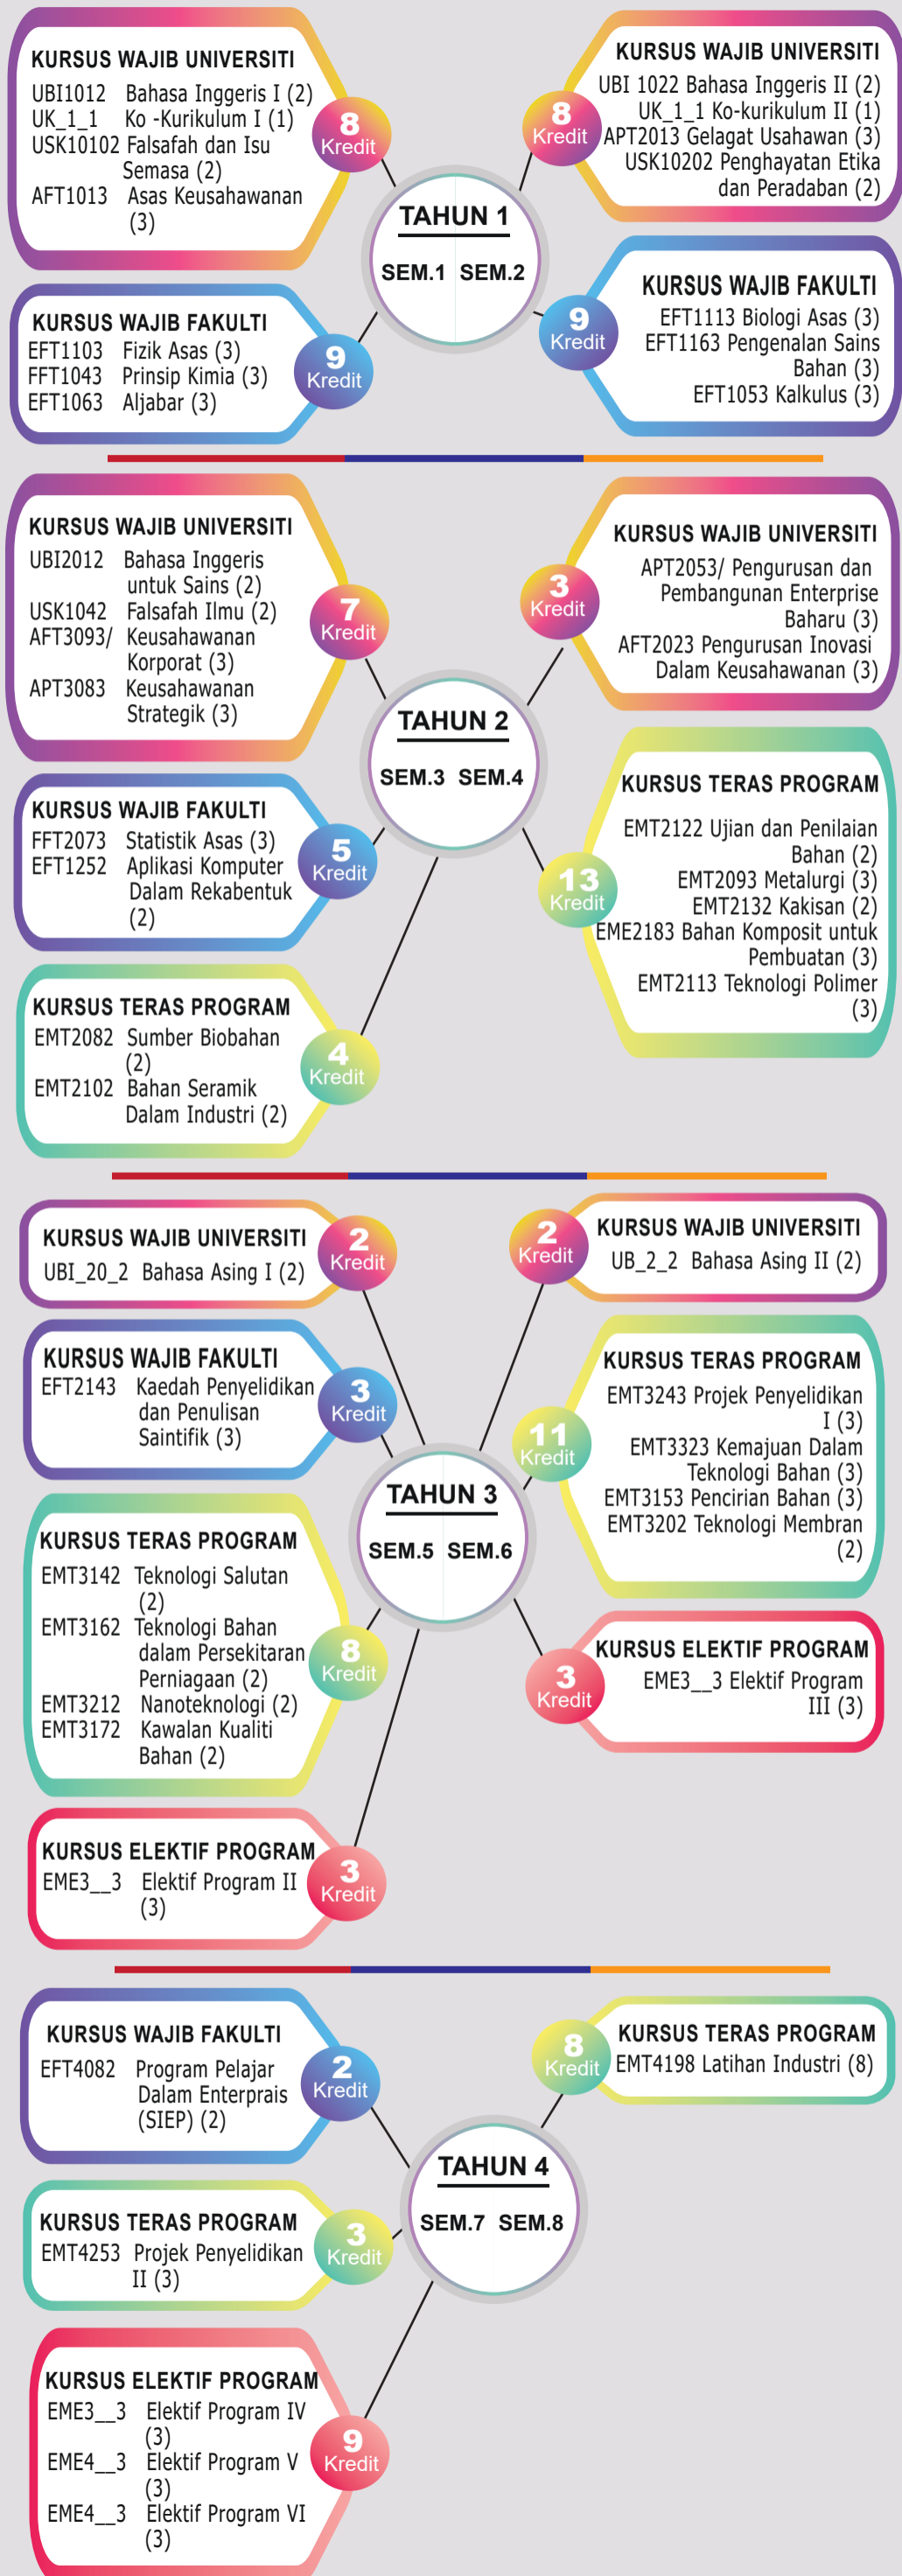 KURSUS WAJIB UNIVERSITI
UBI1012 Bahasa Inggeris I (2)
UK_1_1 Ko -Kurikulum I (1)
USK10102 Falsafah dan Isu
Semasa (2)
AFT1013 Asas Keusahawanan
(3)
8
Kredit
KURSUS WAJIB UNIVERSITI
UBI 1022 Bahasa Inggeris II (2)
UK_1_1 Ko-kurikulum II (1)
APT2013 Gelagat Usahawan (3)
USK10202 Penghayatan Etika
dan Peradaban (2)
8
Kredit
TAHUN 1
SEM.1 SEM.2
KURSUS WAJIB FAKULTI
EFT1103 Fizik Asas (3)
FFT1043 Prinsip Kimia (3)
EFT1063 Aljabar (3)
9
Kredit
KURSUS WAJIB FAKULTI
EFT1113 Biologi Asas (3)
EFT1163 Pengenalan Sains
Bahan (3)
EFT1053 Kalkulus (3)
9
Kredit
KURSUS WAJIB UNIVERSITI
UBI2012 Bahasa Inggeris
untuk Sains (2)
USK1042 Falsafah Ilmu (2)
AFT3093/ Keusahawanan
Korporat (3)
APT3083 Keusahawanan
Strategik (3)
7
Kredit
KURSUS WAJIB UNIVERSITI
APT2053/ Pengurusan dan
Pembangunan Enterprise
Baharu (3)
AFT2023 Pengurusan Inovasi
Dalam Keusahawanan (3)
3
Kredit
TAHUN 2
SEM.3 SEM.4
KURSUS WAJIB FAKULTI
FFT2073 Statistik Asas (3)
EFT1252 Aplikasi Komputer
Dalam Rekabentuk
(2)
5
Kredit
KURSUS TERAS PROGRAM
EMT2122 Ujian dan Penilaian
Bahan (2)
EMT2093 Metalurgi (3)
EMT2132 Kakisan (2)
EME2183 Bahan Komposit untuk
Pembuatan (3)
EMT2113 Teknologi Polimer
(3)
13
Kredit
KURSUS TERAS PROGRAM
EMT2082 Sumber Biobahan
(2)
EMT2102 Bahan Seramik
Dalam Industri (2)
4
Kredit
KURSUS WAJIB UNIVERSITI
UBI_20_2 Bahasa Asing I (2)
2
Kredit
KURSUS WAJIB UNIVERSITI
UB_2_2 Bahasa Asing II (2)
2
Kredit
KURSUS WAJIB FAKULTI
EFT2143 Kaedah Penyelidikan
dan Penulisan
Saintifik (3)
3
Kredit
KURSUS TERAS PROGRAM
EMT3243 Projek Penyelidikan
I (3)
EMT3323 Kemajuan Dalam
Teknologi Bahan (3)
EMT3153 Pencirian Bahan (3)
EMT3202 Teknologi Membran
(2)
11
Kredit
TAHUN 3
SEM.5 SEM.6
KURSUS TERAS PROGRAM
EMT3142 Teknologi Salutan
(2)
EMT3162 Teknologi Bahan
dalam Persekitaran
Perniagaan (2)
EMT3212 Nanoteknologi (2)
EMT3172 Kawalan Kualiti
Bahan (2)
8
Kredit
KURSUS ELEKTIF PROGRAM
EME3__3 Elektif Program
III (3)
3
Kredit
KURSUS ELEKTIF PROGRAM
EME3__3 Elektif Program II
(3)
3
Kredit
KURSUS WAJIB FAKULTI
EFT4082 Program Pelajar
Dalam Enterprais
(SIEP) (2)
2
Kredit
KURSUS TERAS PROGRAM
EMT4198 Latihan Industri (8)
8
Kredit
TAHUN 4
SEM.7 SEM.8
KURSUS TERAS PROGRAM
EMT4253 Projek Penyelidikan
II (3)
3
Kredit
KURSUS ELEKTIF PROGRAM
EME3__3 Elektif Program IV
(3)
EME4__3 Elektif Program V
(3)
EME4__3 Elektif Program VI
(3)
9
Kredit